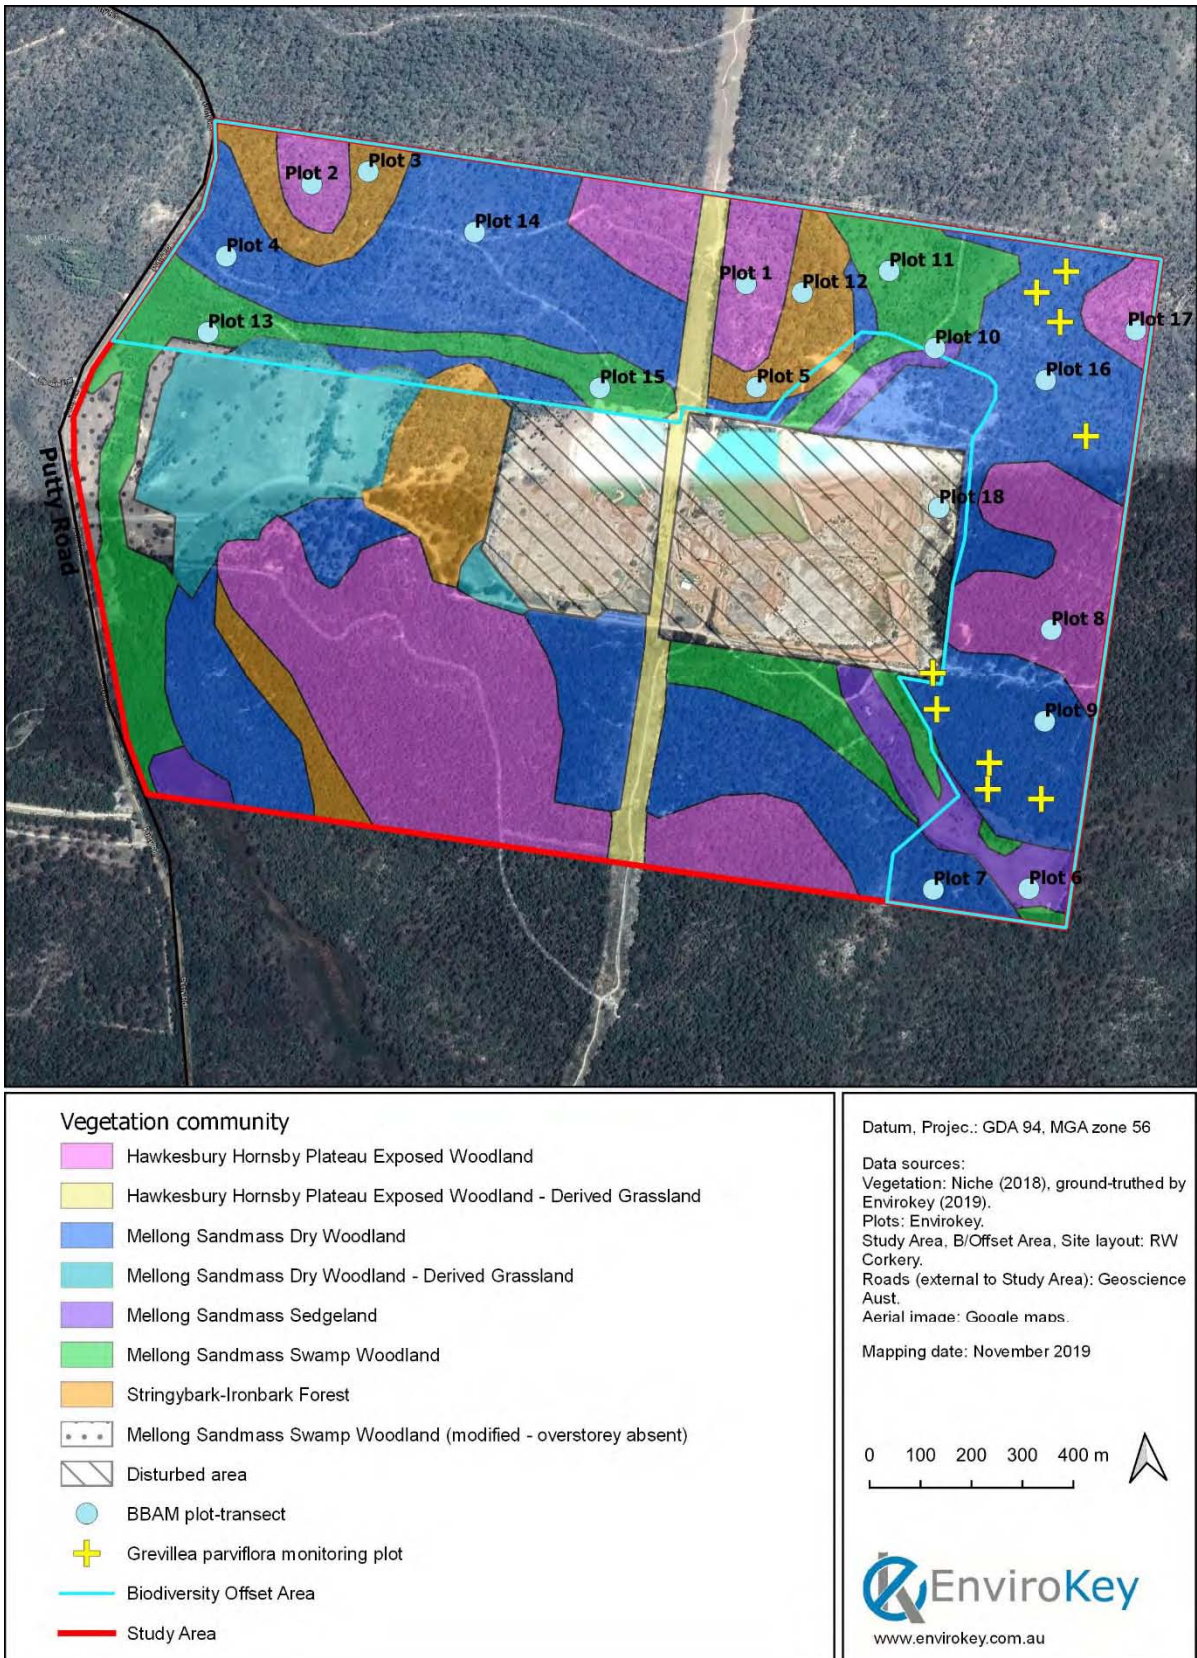 Plot 2
Plot 3
Plot 14
Plot 4
Plot 1
Plot 12
Plot 11
Plot 17
Plot 13
Plot 10
Plot 16
Plot 15
Plot 5
Plot 18
Putty Road
Plot 8
Plot 9
Plot 7
Plot 6
Vegetation community
Hawkesbury Hornsby Plateau Exposed Woodland
Hawkesbury Hornsby Plateau Exposed Woodland - Derived Grassland
Mellong Sandmass Dry Woodland
Mellong Sandmass Dry Woodland - Derived Grassland
Mellong Sandmass Sedgeland
Mellong Sandmass Swamp Woodland
Stringybark-Ironbark Forest
Mellong Sandmass Swamp Woodland (modified - overstorey absent)
Disturbed area
BBAM plot-transect
Grevillea parviflora monitoring plot
Biodiversity Offset Area
Study Area
Datum, Projec.: GDA 94, MGA zone 56
Data sources:
Vegetation: Niche (2018), ground-truthed by
Envirokey (2019).
Plots: Envirokey.
Study Area, B/Offset Area, Site layout: RW
Corkery.
Roads (external to Study Area): Geoscience
Aust.
Aerial image: Google maps.
Mapping date: November 2019
0 100 200 300 400 m
EnviroKey
www.envirokey.com.au